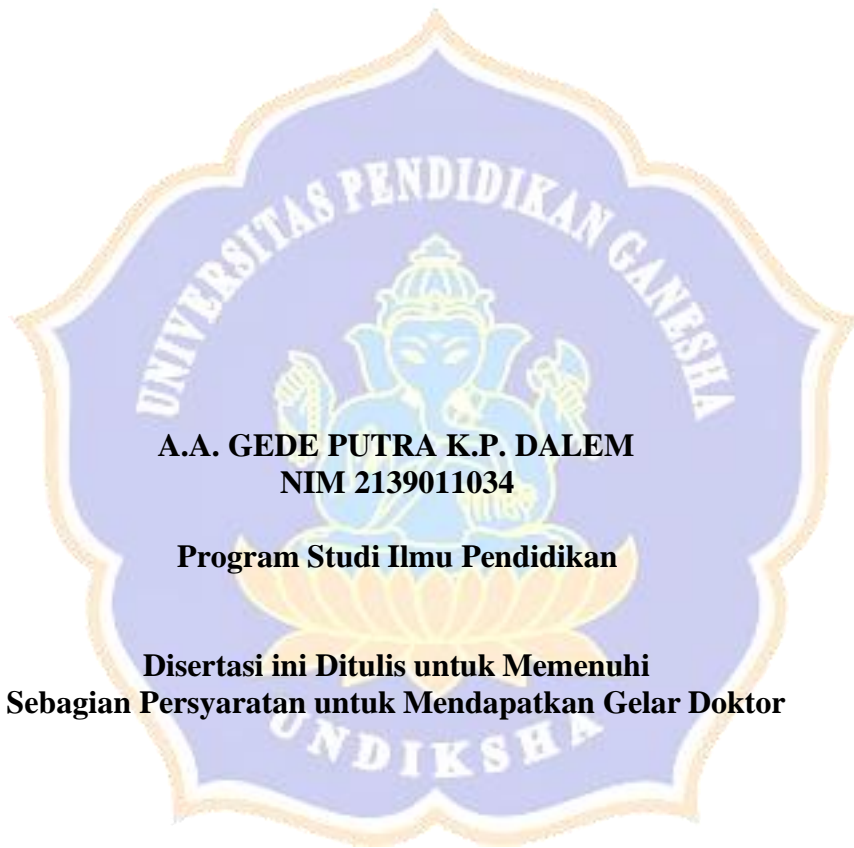 UNIVERSITAS PENDIDIKAN GANESHA
A.A. GEDE PUTRA K.P. DALEM
NIM 2139011034
Program Studi Ilmu Pendidikan
Disertasi ini Ditulis untuk Memenuhi
Sebagian Persyaratan untuk Mendapatkan Gelar Doktor
UNDIKSHA